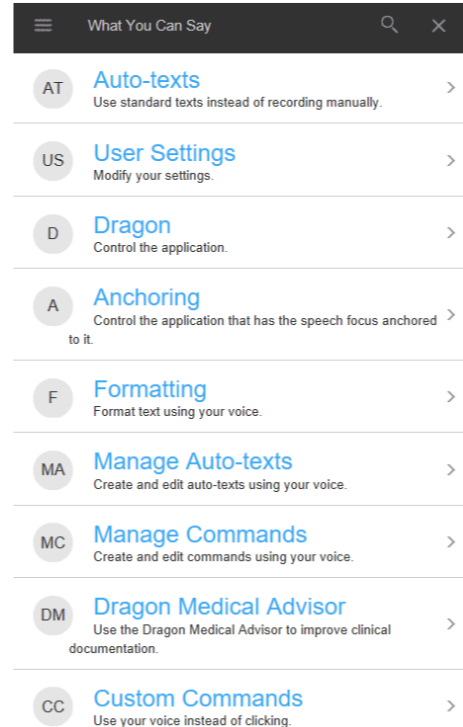 What You Can Say
AT
Auto-texts
Use standard texts instead of recording manually.
US
User Settings
Modify your settings.
D
Dragon
Control the application.
A
Anchoring
Control the application that has the speech focus anchored
to it.
F
Formatting
Format text using your voice.
MA
Manage Auto-texts
Create and edit auto-texts using your voice.
MC
Manage Commands
Create and edit commands using your voice.
DM
Dragon Medical Advisor
Use the Dragon Medical Advisor to improve clinical
documentation.
CC
Custom Commands
Use your voice instead of clicking.